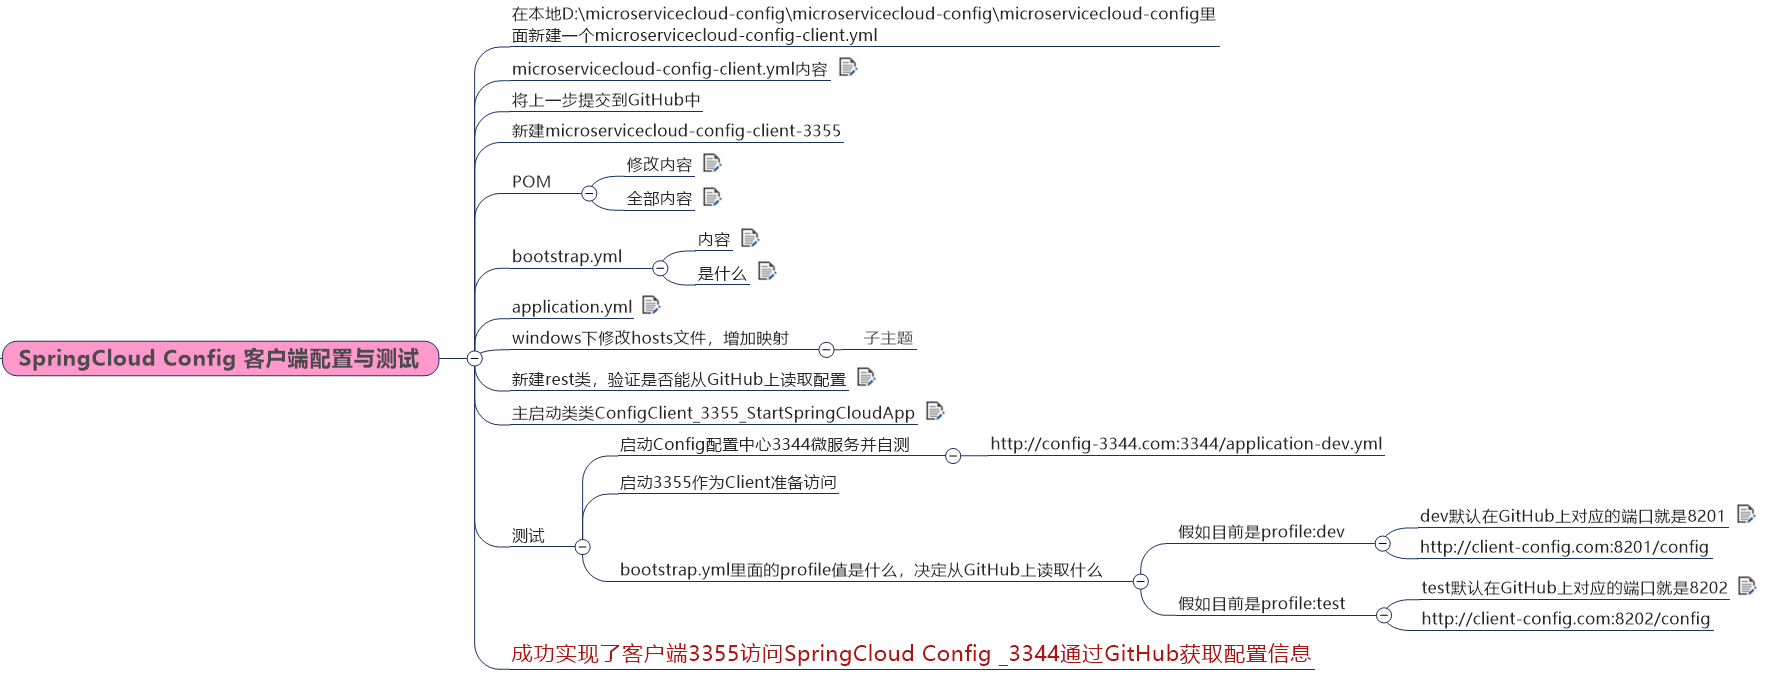 在本地D:\microservicecloud-config\microservicecloud-config\microservicecloud-config里
面新建一个microservicecloud-config-client.yml
microservicecloud-config-client.yml内容
将上一步提交到GitHub中
新建microservicecloud-config-client-3355
POM
修改内容
全部内容
bootstrap.yml
内容
是什么
application.yml
windows下修改hosts文件，增加映射
子主题
SpringCloud Config 客户端配置与测试
新建rest类，验证是否能从GitHub上读取配置
主启动类类ConfigClient_3355_StartSpringCloudApp
测试
启动Config配置中心3344微服务并自测
http://config-3344.com:3344/application-dev.yml
启动3355作为Client准备访问
bootstrap.yml里面的profile值是什么，决定从GitHub上读取什么
假如目前是profile:dev
dev默认在GitHub上对应的端口就是8201
http://client-config.com:8201/config
假如目前是profile:test
test默认在GitHub上对应的端口就是8202
http://client-config.com:8202/config
成功实现了客户端3355访问SpringCloud Config _3344通过GitHub获取配置信息